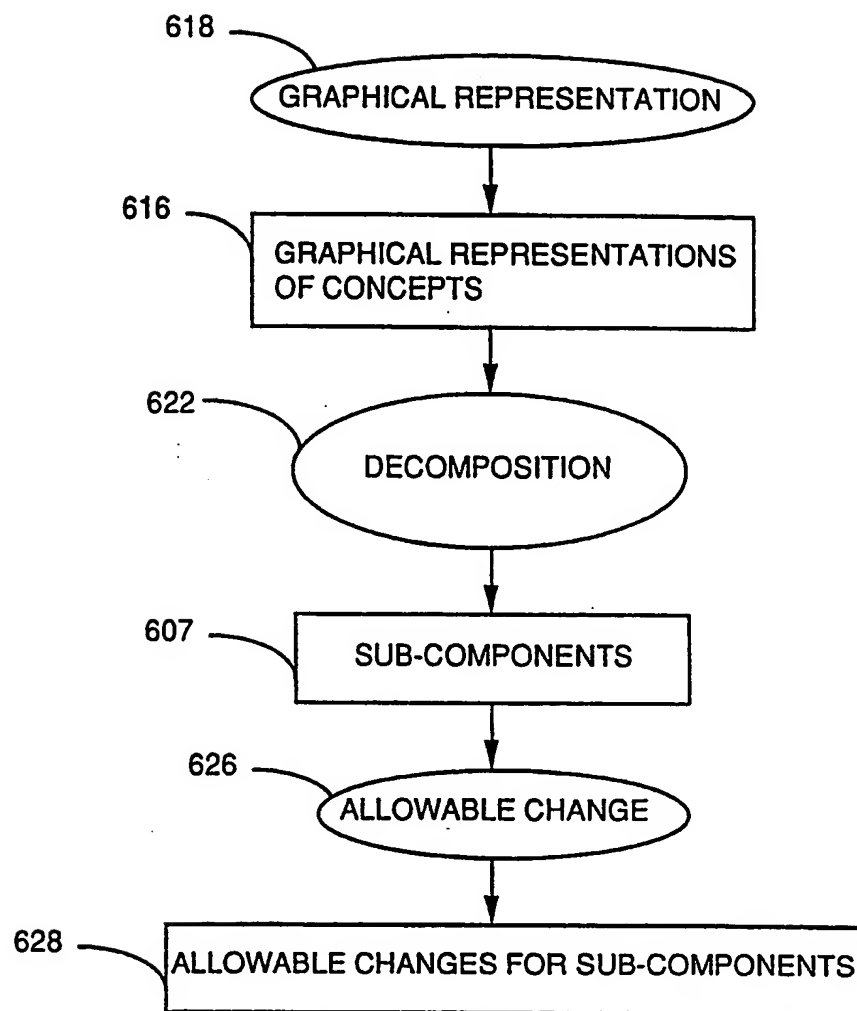 618
GRAPHICAL REPRESENTATION
616
GRAPHICAL REPRESENTATIONS
OF CONCEPTS
622
DECOMPOSITION
607
SUB-COMPONENTS
626
ALLOWABLE CHANGE
628
ALLOWABLE CHANGES FOR SUB-COMPONENTS